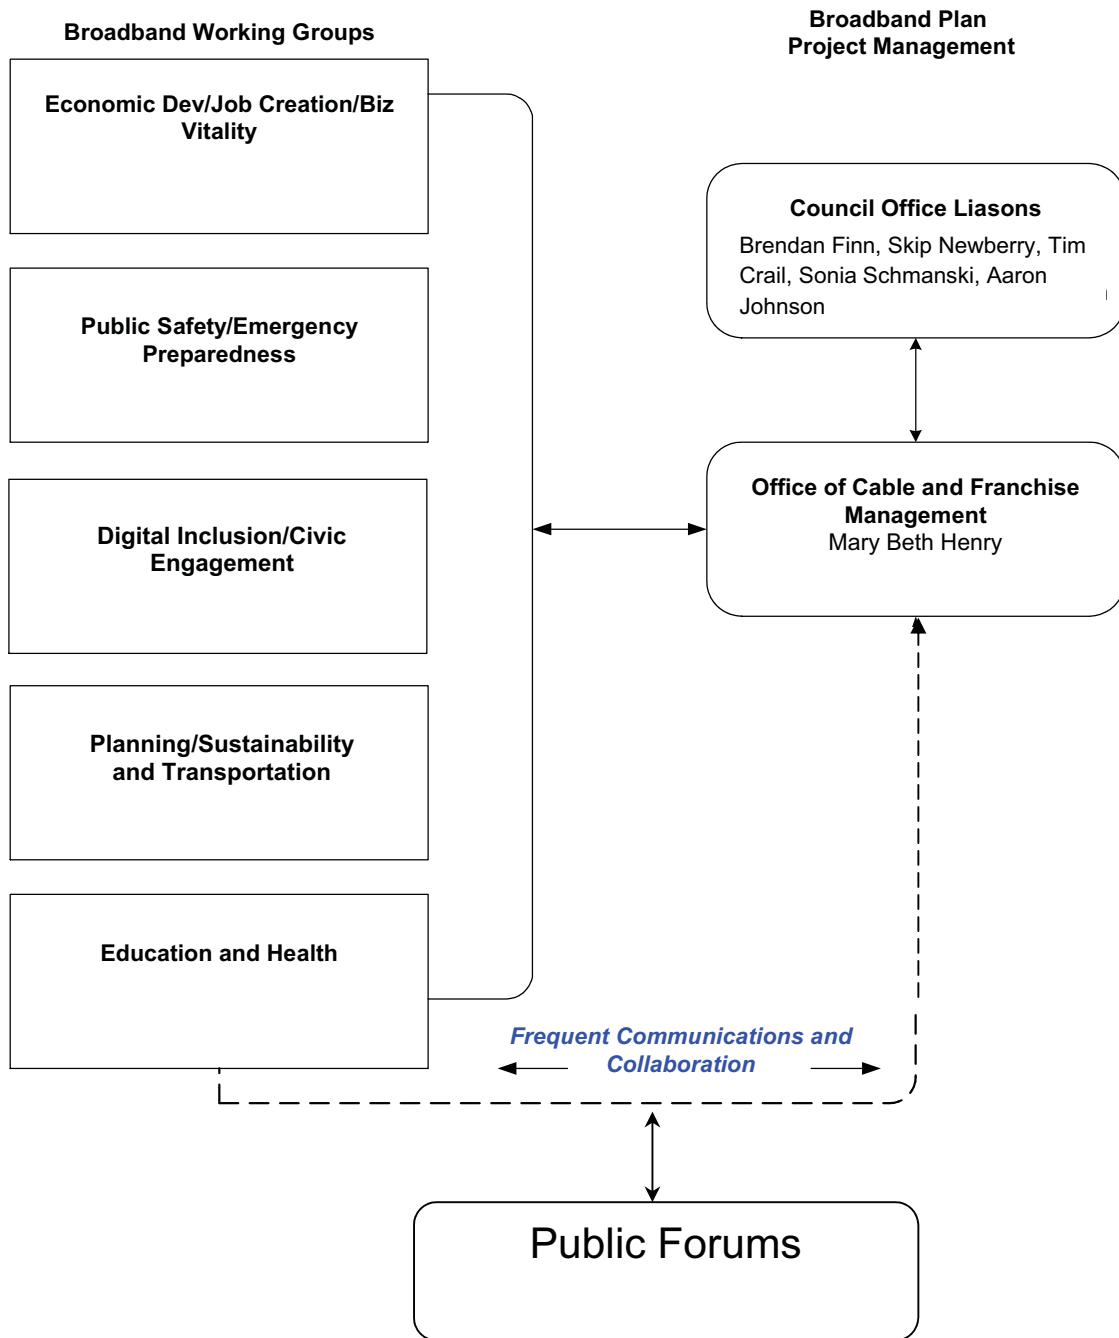 Broadband Working Groups
Economic Dev/Job Creation/Biz
Vitality
Public Safety/Emergency
Preparedness
Digital Inclusion/Civic
Engagement
Planning/Sustainability
and Transportation
Education and Health
Broadband Plan
Project Management
Council Office Liasons
Brendan Finn, Skip Newberry, Tim
Crail, Sonia Schmanski, Aaron
Johnson
Office of Cable and Franchise
Management
Mary Beth Henry
Frequent Communications and
Collaboration
Public Forums